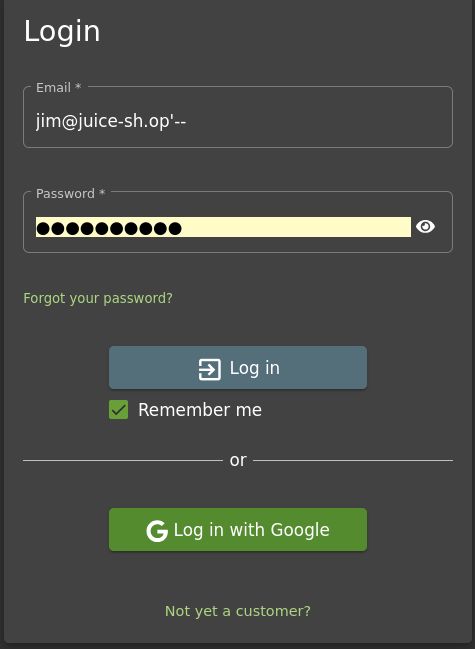 Login
Email *
jim@juice-sh.op'--
Password *
●●●●●●●●●●
Forgot your password?
Log in
Remember me
or
Log in with Google
Not yet a customer?